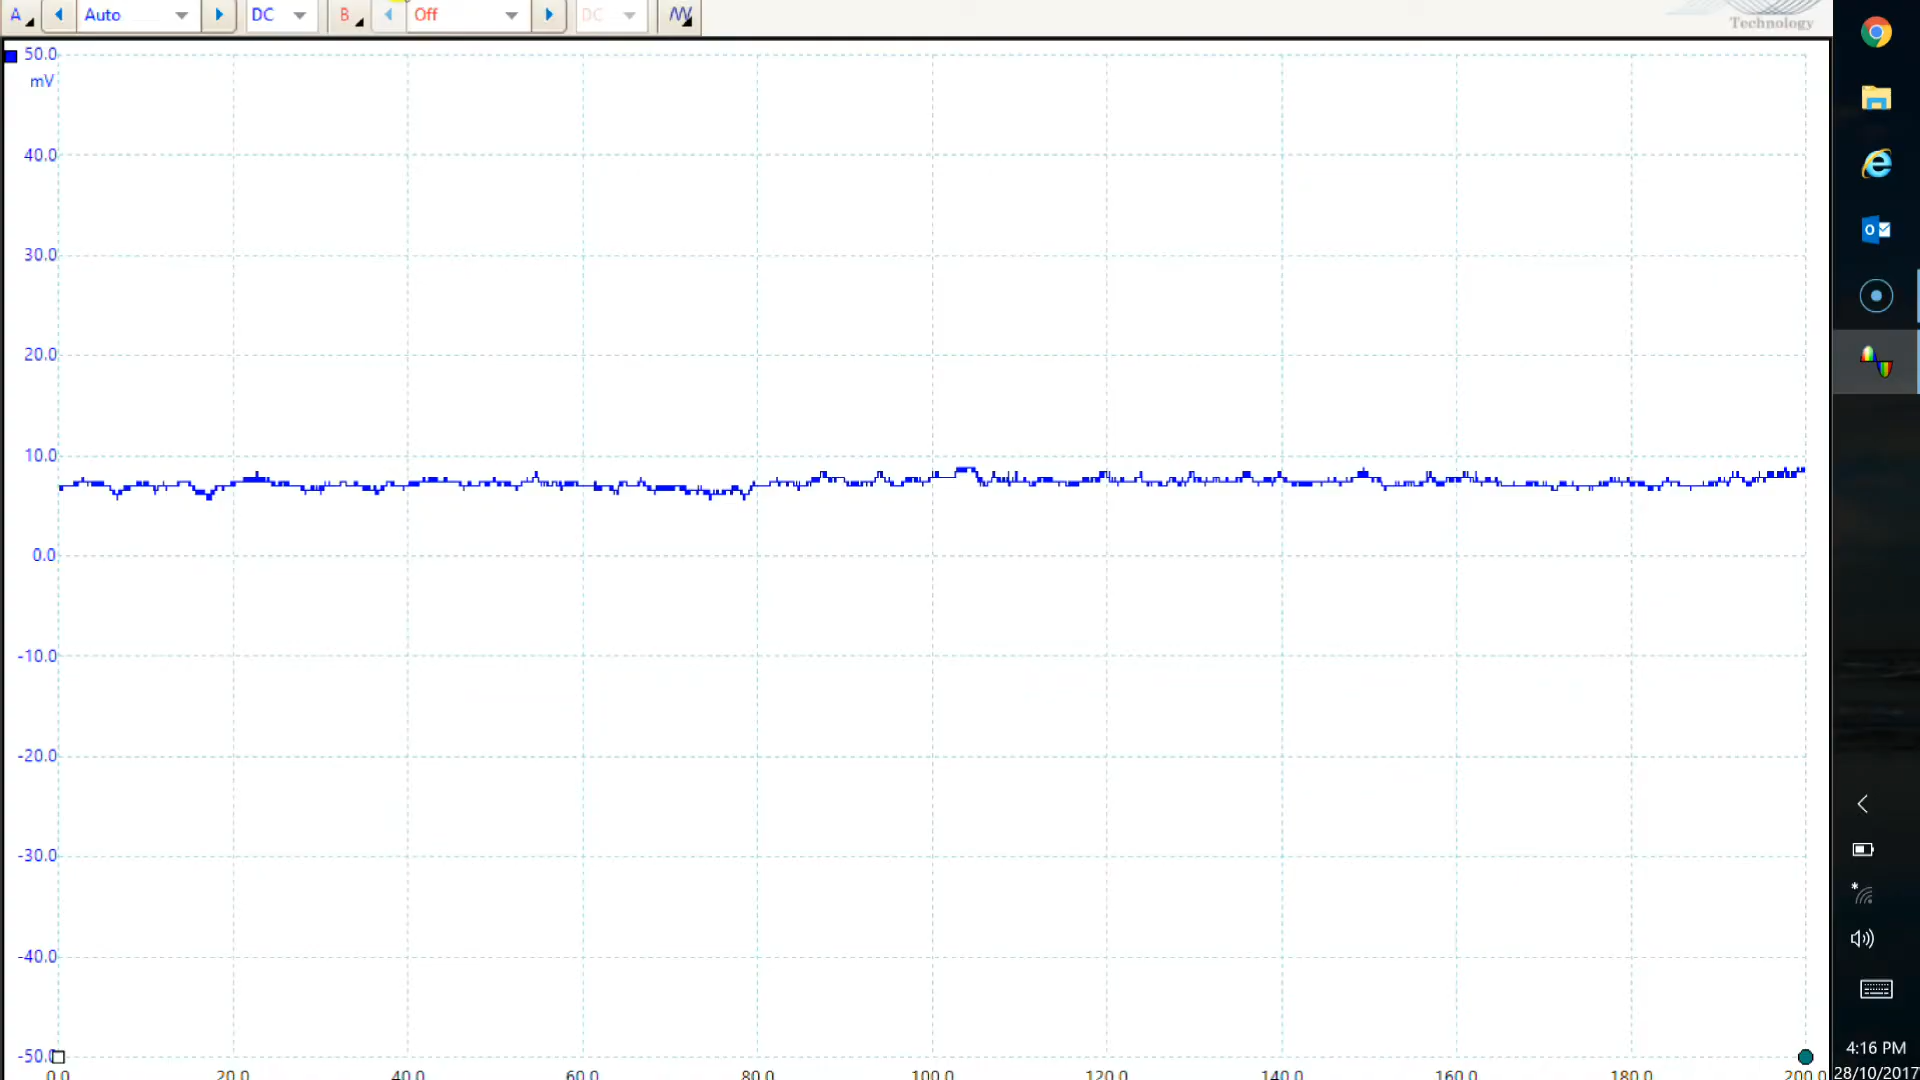 A Auto DC B Off DC
Technology
50.0
mV
40.0
30.0
20.0
10.0
0.0
-10.0
-20.0
-30.0
-40.0
-50.0
0.0 20.0 40.0 60.0 80.0 100.0 120.0 140.0 160.0 180.0 200.0
4:16 PM
28/10/2017